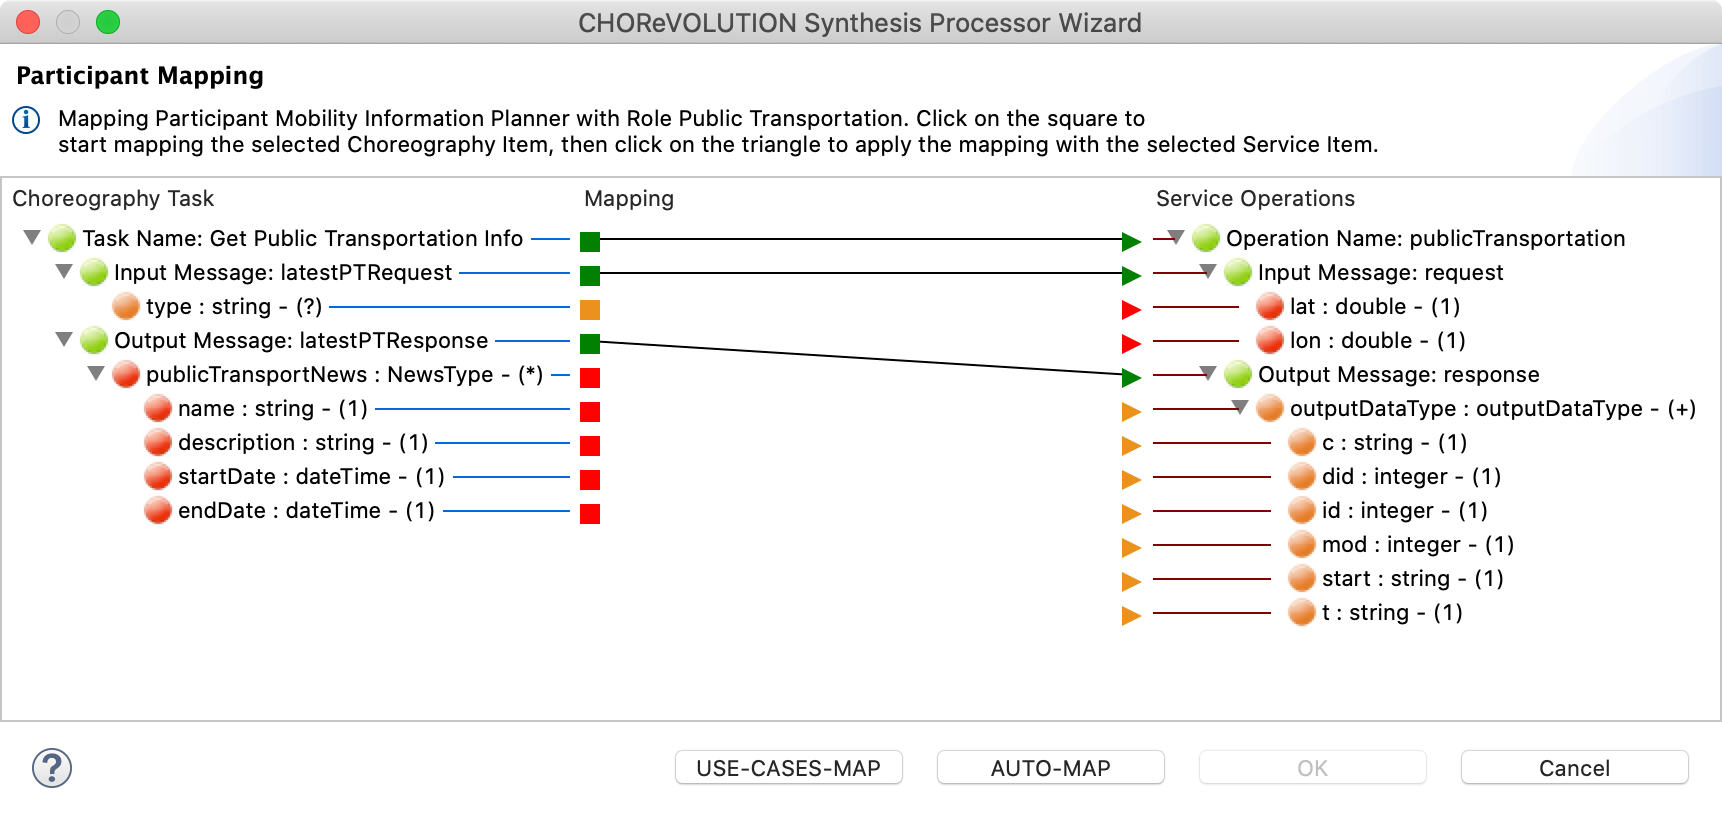 CHOReVOLUTION Synthesis Processor Wizard
Participant Mapping
i
Mapping Participant Mobility Information Planner with Role Public Transportation. Click on the square to
start mapping the selected Choreography Item, then click on the triangle to apply the mapping with the selected Service Item.
Choreography Task
Mapping
Service Operations
Task Name: Get Public Transportation Info
Input Message: latestPTRequest
type : string - (?)
Output Message: latestPTResponse
publicTransportNews : NewsType - (*)
name : string - (1)
description : string - (1)
startDate : dateTime - (1)
endDate : dateTime - (1)
Operation Name: publicTransportation
Input Message: request
lat : double - (1)
lon : double - (1)
Output Message: response
outputDataType : outputDataType - (+)
c : string - (1)
did : integer - (1)
id : integer - (1)
mod : integer - (1)
start : string - (1)
t : string - (1)
?
USE-CASES-MAP
AUTO-MAP
OK
Cancel